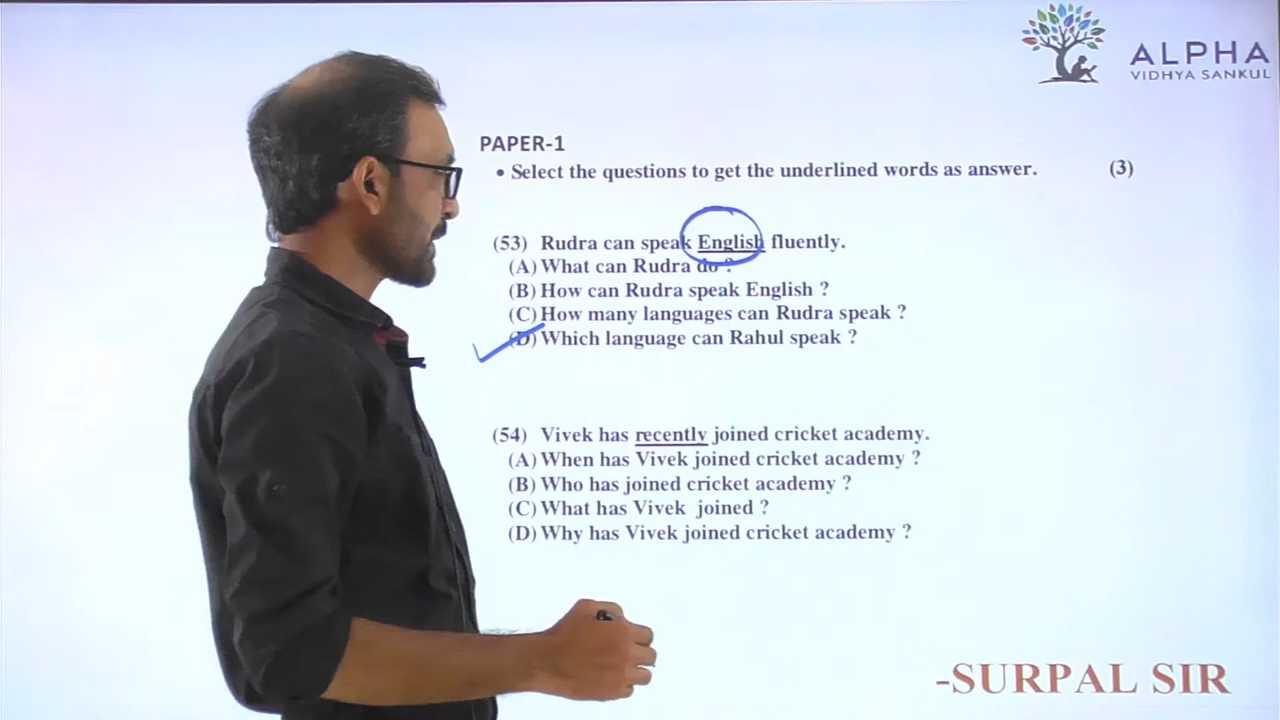 ALPHA
VIDHYA SANKUL
PAPER-1
• Select the questions to get the underlined words as answer. (3)
(53) Rudra can speak English fluently.
(A) What can Rudra do ?
(B) How can Rudra speak English ?
(C) How many languages can Rudra speak ?
(D) Which language can Rahul speak ?
(54) Vivek has recently joined cricket academy.
(A) When has Vivek joined cricket academy ?
(B) Who has joined cricket academy ?
(C) What has Vivek joined ?
(D) Why has Vivek joined cricket academy ?
-SURPAL SIR